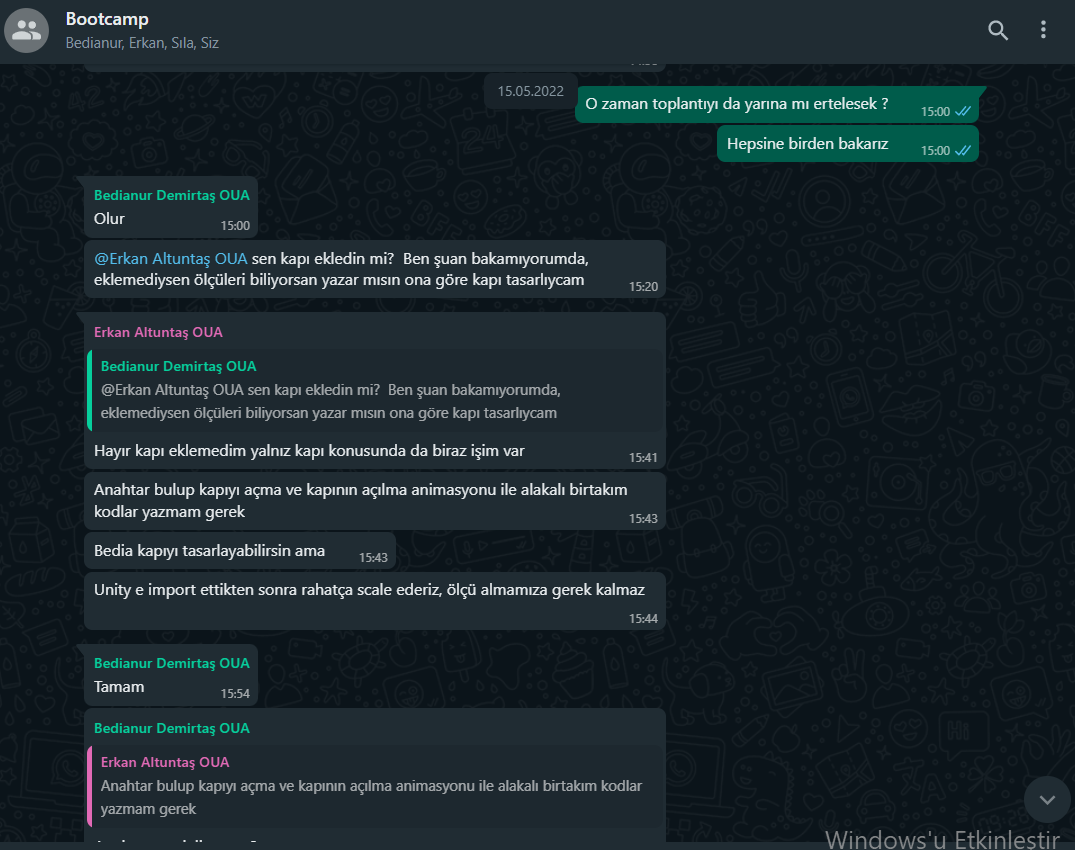 Bootcamp
Bedianur, Erkan, Sıla, Siz
15.05.2022
O zaman toplantıyı da yarına mı ertelesek ?
15:00
Hepsine birden bakarız
15:00
Bedianur Demirtaş OUA
Olur
15:00
@Erkan Altuntaş OUA sen kapı ekledin mi?  Ben şuan bakamıyorumda,
eklemediysen ölçüleri biliyorsan yazar mısın ona göre kapı tasarlıycam
15:20
Erkan Altuntaş OUA
Bedianur Demirtaş OUA
@Erkan Altuntaş OUA sen kapı ekledin mi?  Ben şuan bakamıyorumda,
eklemediysen ölçüleri biliyorsan yazar mısın ona göre kapı tasarlıycam
Hayır kapı eklemedim yalnız kapı konusunda da biraz işim var
15:41
Anahtar bulup kapıyı açma ve kapının açılma animasyonu ile alakalı birtakım
kodlar yazmam gerek
15:43
Bedia kapıyı tasarlayabilirsin ama
15:43
Unity e import ettikten sonra rahatça scale ederiz, ölçü almamıza gerek kalmaz
15:44
Bedianur Demirtaş OUA
Tamam
15:54
Bedianur Demirtaş OUA
Erkan Altuntaş OUA
Anahtar bulup kapıyı açma ve kapının açılma animasyonu ile alakalı birtakım kodlar
yazmam gerek
Windows'u Etkinleştir